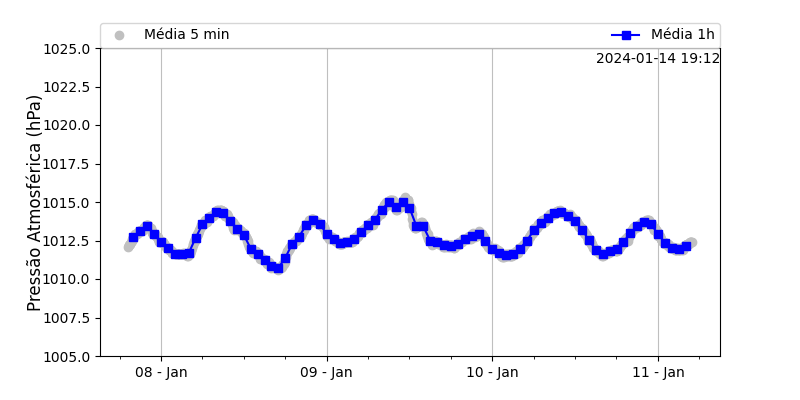 Média 5 min
Média 1h
2024-01-14 19:12
Pressão Atmosférica (hPa)
1025.0
1022.5
1020.0
1017.5
1015.0
1012.5
1010.0
1007.5
1005.0
08 - Jan
09 - Jan
10 - Jan
11 - Jan